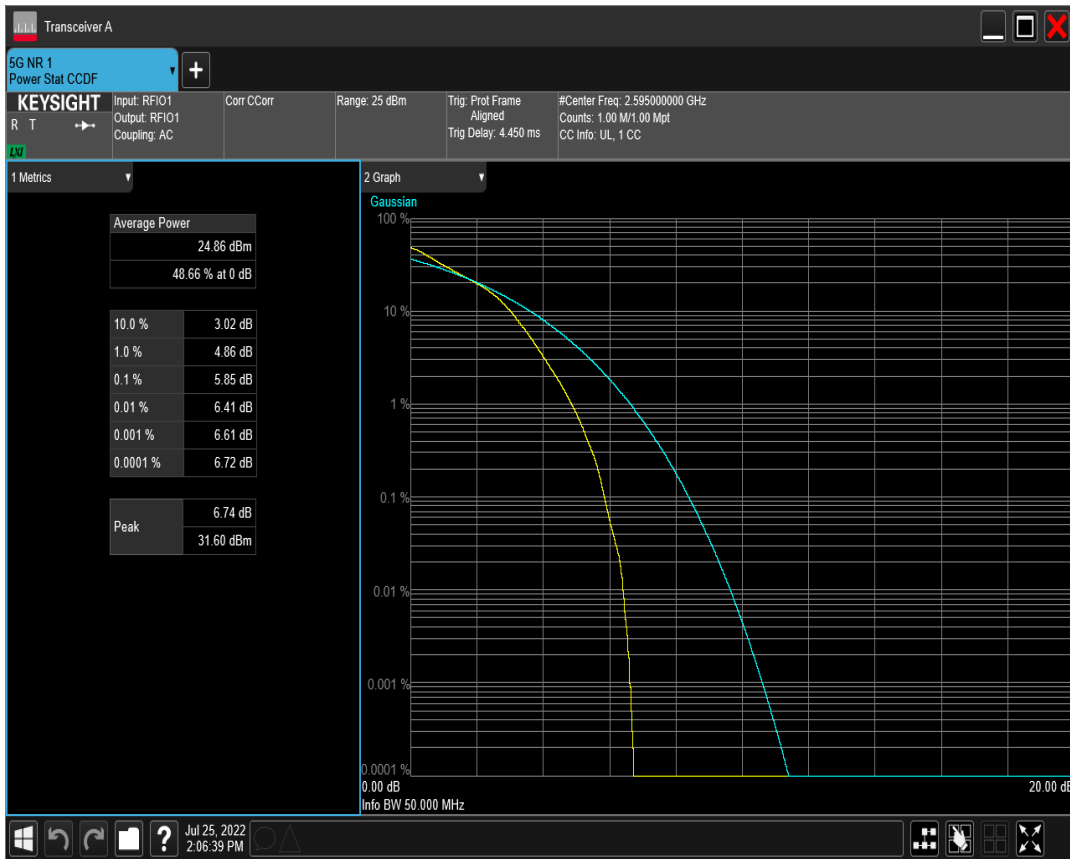 Transceiver A
5G NR 1
Power Stat CCDF
+
KEYSIGHT
R T
LXI
Input: RFIO1
Output: RFIO1
Coupling: AC
Corr CCorr
Range: 25 dBm
Trig: Prot Frame
Aligned
Trig Delay: 4.450 ms
#Center Freq: 2.595000000 GHz
Counts: 1.00 M/1.00 Mpt
CC Info: UL, 1 CC
1 Metrics
Average Power
24.86 dBm
48.66 % at 0 dB
10.0 % 3.02 dB
1.0 % 4.86 dB
0.1 % 5.85 dB
0.01 % 6.41 dB
0.001 % 6.61 dB
0.0001 % 6.72 dB
Peak
6.74 dB
31.60 dBm
2 Graph
Gaussian
100 %
10 %
1 %
0.1 %
0.01 %
0.001 %
0.0001 %
0.00 dB 20.00 dB
Info BW 50.000 MHz
?
Jul 25, 2022
2:06:39 PM